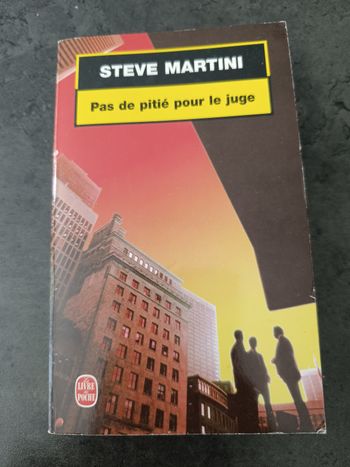 STEVE MARTINI
Pas de pitié pour le juge
LE LIVRE
DE
POCHE